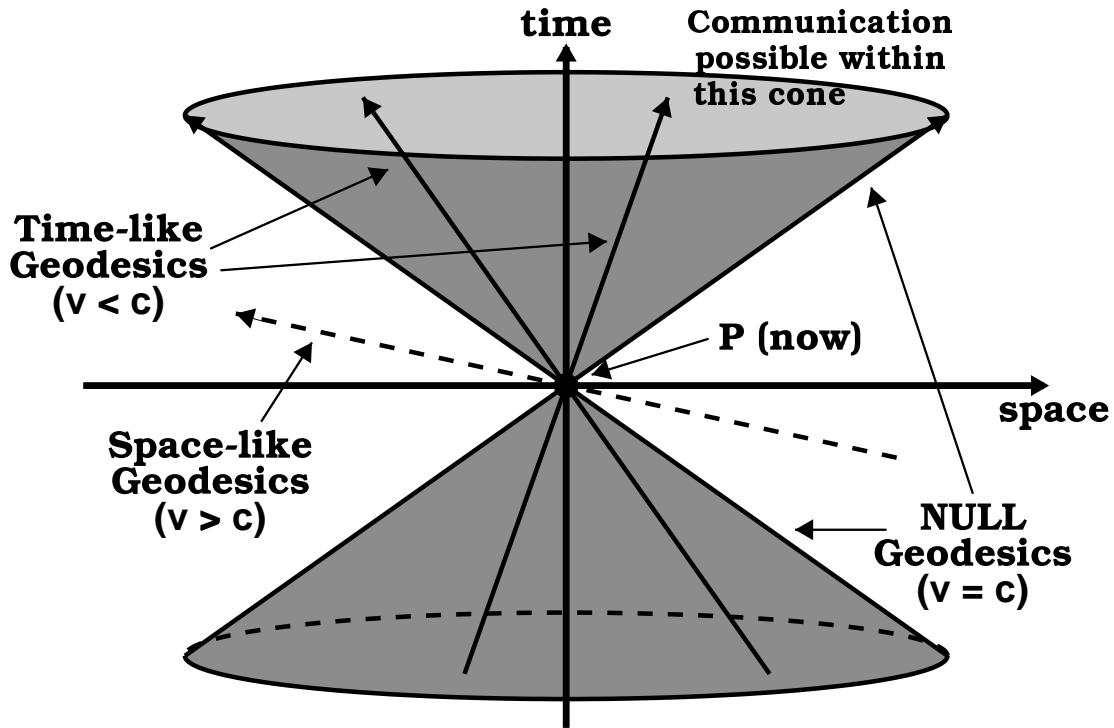 time
Communication
possible within
this cone
Time-like
Geodesics
(v < c)
P (now)
space
Space-like
Geodesics
(v > c)
NULL
Geodesics
(v = c)